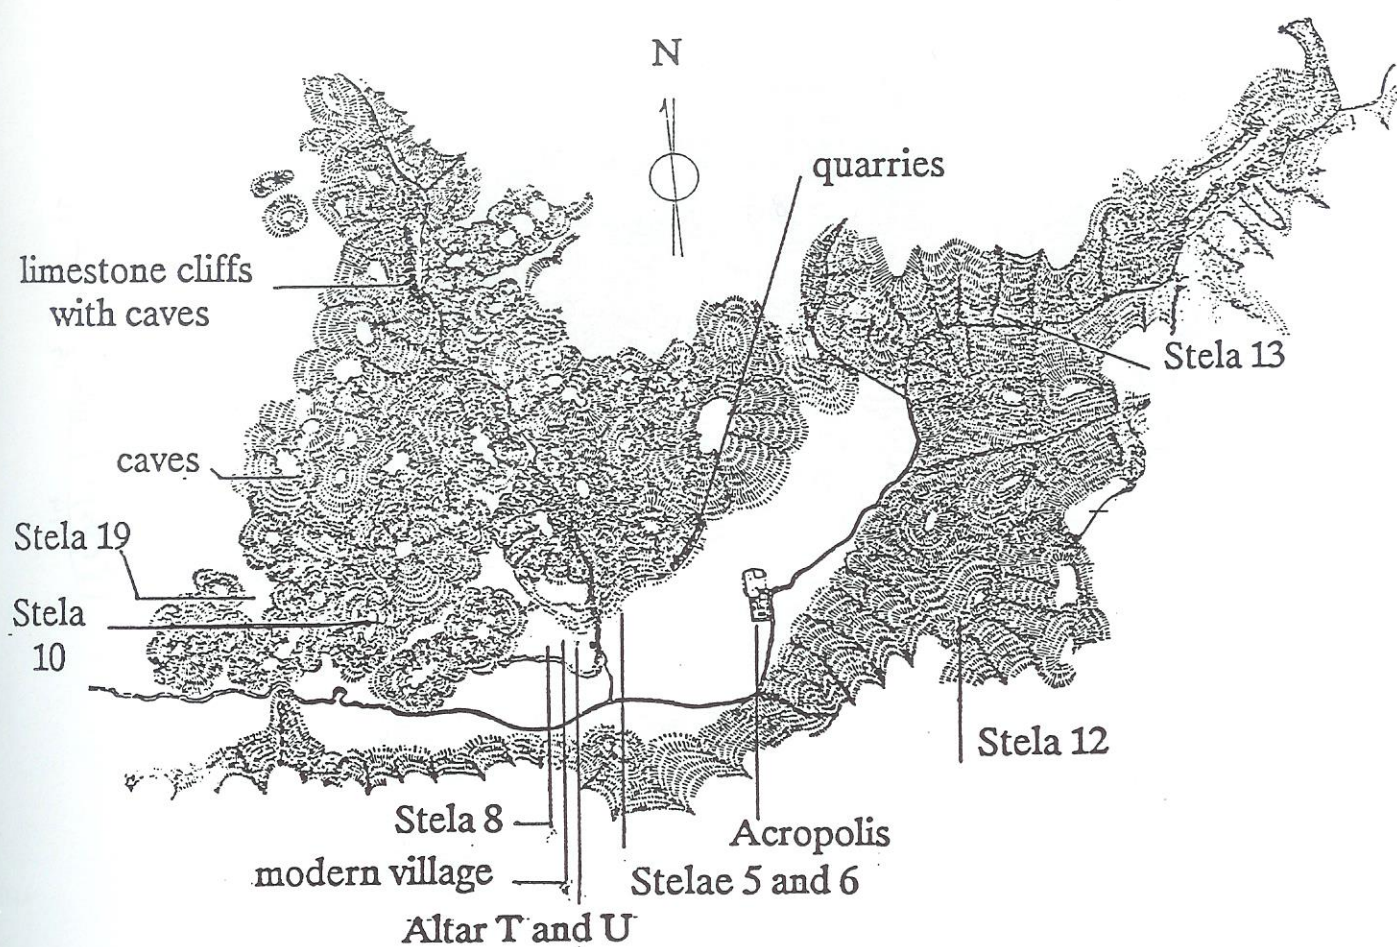 N
quarries
limestone cliffs
with caves
Stela 13
caves
Stela 19
Stela
10
Stela 12
Stela 8
Acropolis
modern village
Stelae 5 and 6
Altar T and U